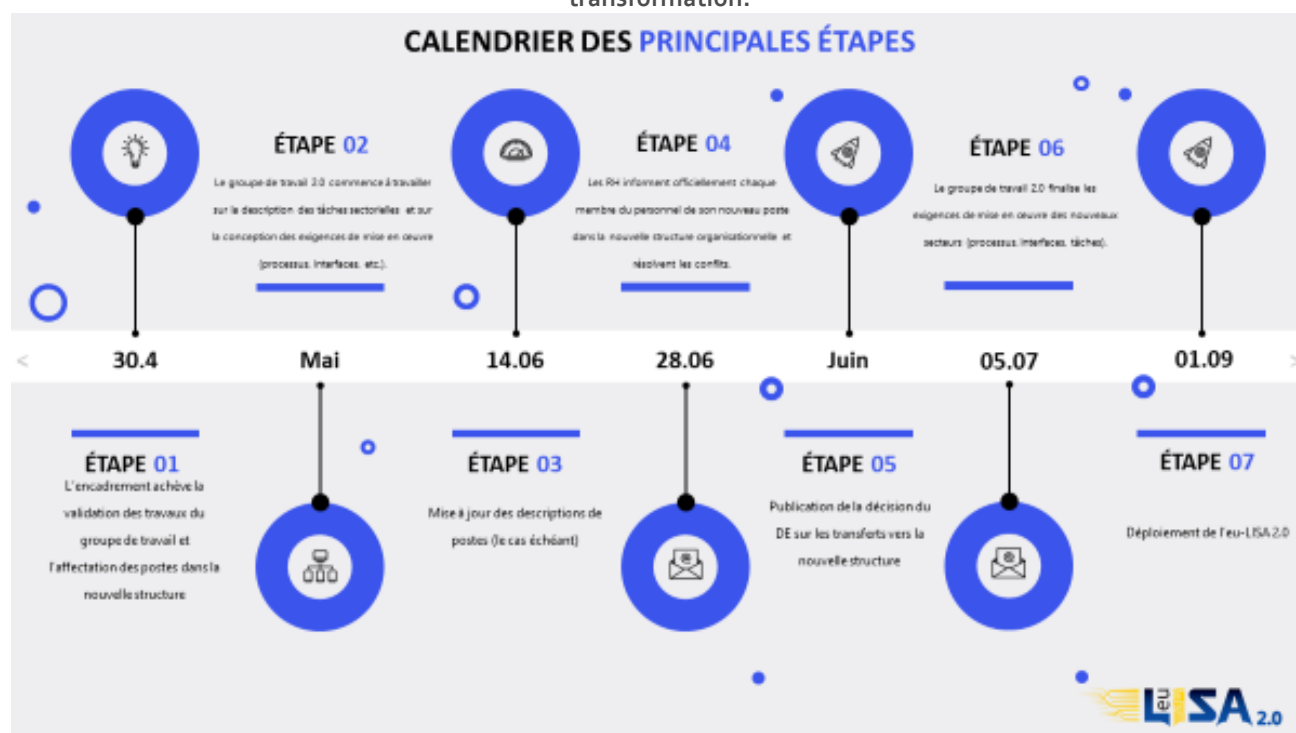 transformation.
CALENDRIER DES PRINCIPALES ÉTAPES
ÉTAPE 02
Le groupe de travail 2.0 commence à travailler
sur la description des tâches sectorielles et sur
la conception des exigences de mise en œuvre
(processus, interfaces, etc.).
ÉTAPE 04
Les RH informent officiellement chaque
membre du personnel de son nouveau poste
dans la nouvelle structure organisationnelle et
résolvent les conflits.
ÉTAPE 06
Le groupe de travail 2.0 finalise les
exigences de mise en œuvre des nouveaux
secteurs (processus, interfaces, tâches).
< 30.4 Mai 14.06 28.06 Juin 05.07 01.09 >
ÉTAPE 01
L'encadrement achève la
validation des travaux du
groupe de travail et
l'affectation des postes dans la
nouvelle structure
ÉTAPE 03
Mise à jour des descriptions de
postes (le cas échéant)
ÉTAPE 05
Publication de la décision du
DE sur les transferts vers la
nouvelle structure
ÉTAPE 07
Déploiement de l'eu-LISA 2.0
eu LISA 2.0